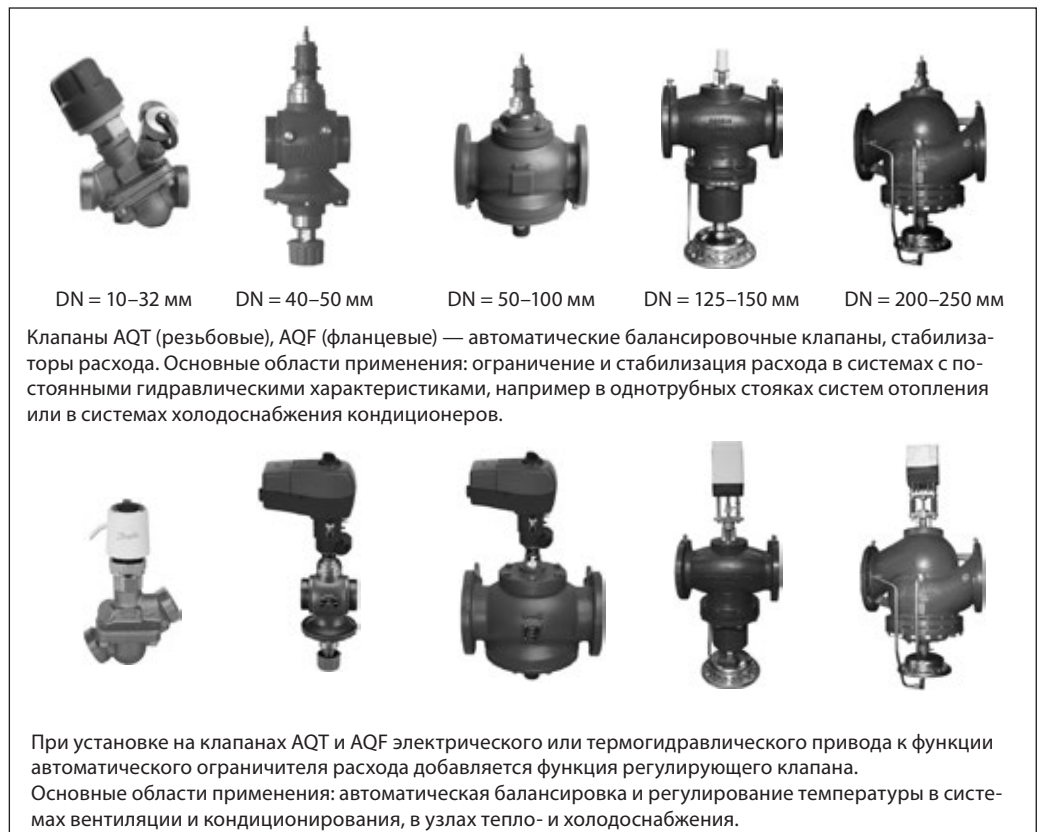 DN = 10–32 мм DN = 40–50 мм DN = 50–100 мм DN = 125–150 мм DN = 200–250 мм
Клапаны AQT (резьбовые), AQF (фланцевые) — автоматические балансировочные клапаны, стабилиза-
торы расхода. Основные области применения: ограничение и стабилизация расхода в системах с по-
стоянными гидравлическими характеристиками, например в однотрубных стояках систем отопления
или в системах холодоснабжения кондиционеров.
Danfoss
При установке на клапанах AQT и AQF электрического или термогидравлического привода к функции
автоматического ограничителя расхода добавляется функция регулирующего клапана.
Основные области применения: автоматическая балансировка и регулирование температуры в систе-
мах вентиляции и кондиционирования, в узлах тепло- и холодоснабжения.